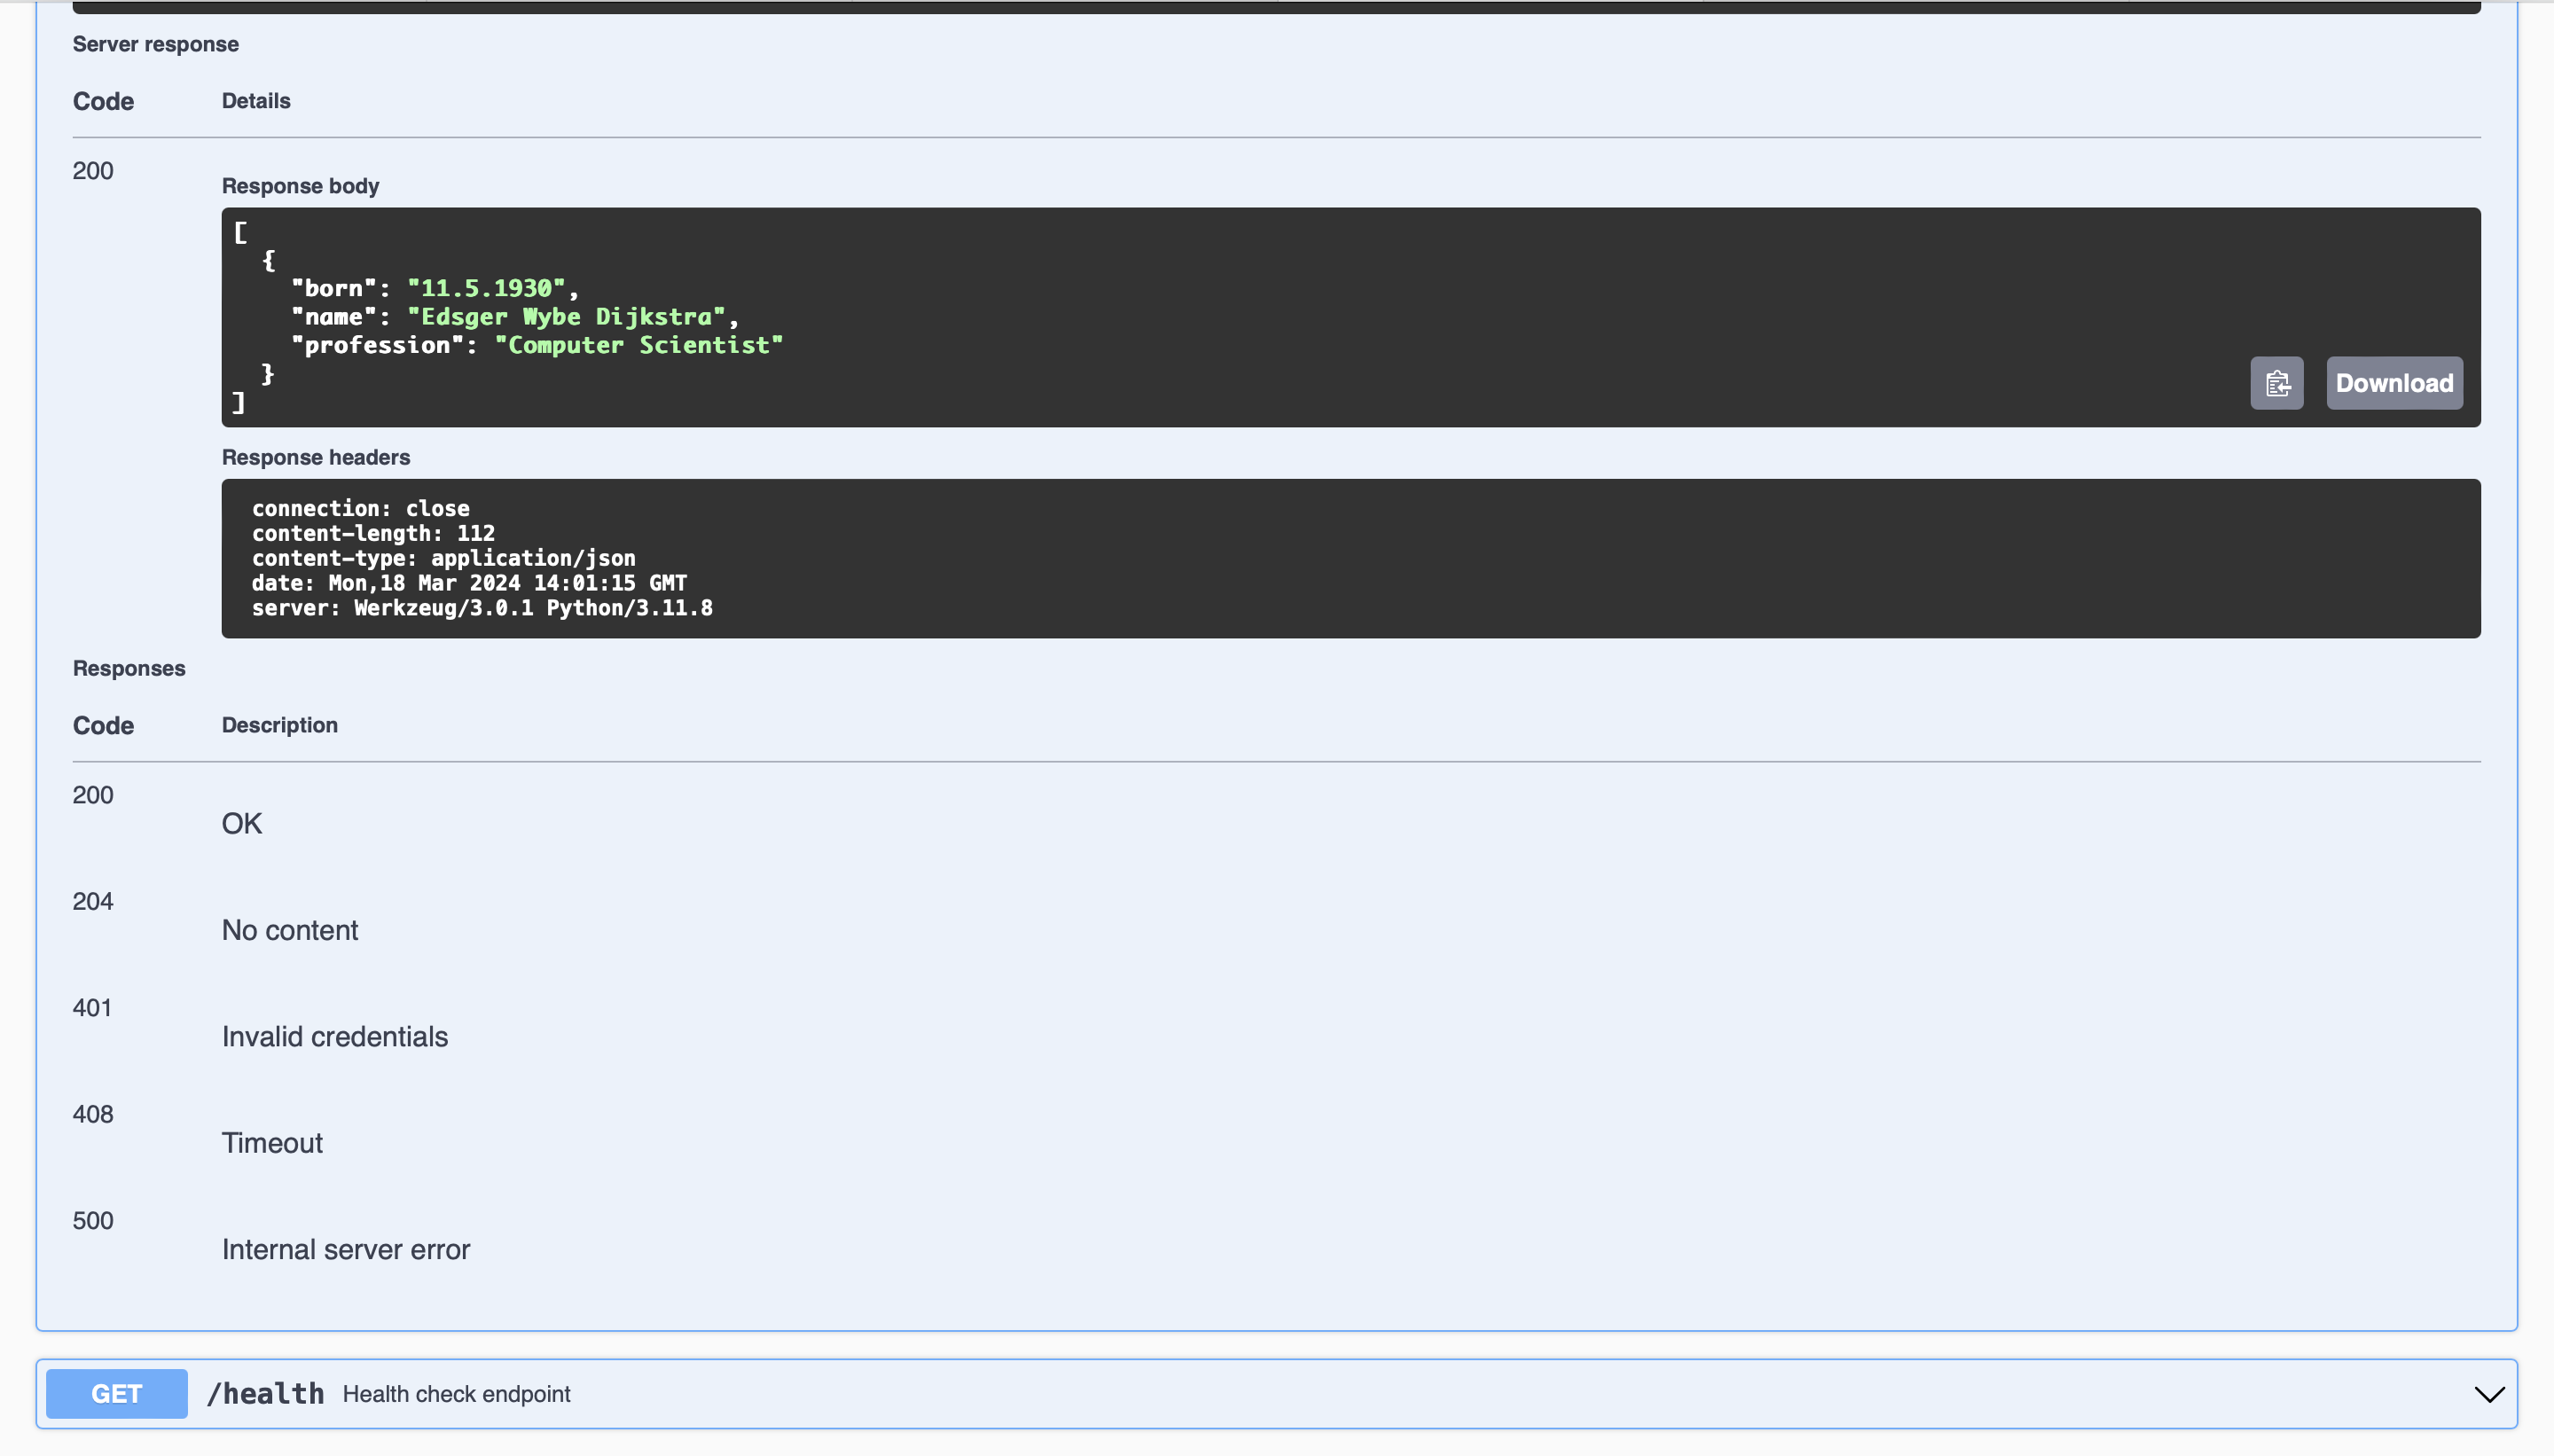 Server response
Code Details
200
Response body
[
  {
    "born": "11.5.1930",
    "name": "Edsger Wybe Dijkstra",
    "profession": "Computer Scientist"
  }
]
Download
Response headers
connection: close
content-length: 112
content-type: application/json
date: Mon,18 Mar 2024 14:01:15 GMT
server: Werkzeug/3.0.1 Python/3.11.8
Responses
Code Description
200
OK
204
No content
401
Invalid credentials
408
Timeout
500
Internal server error
GET /health Health check endpoint